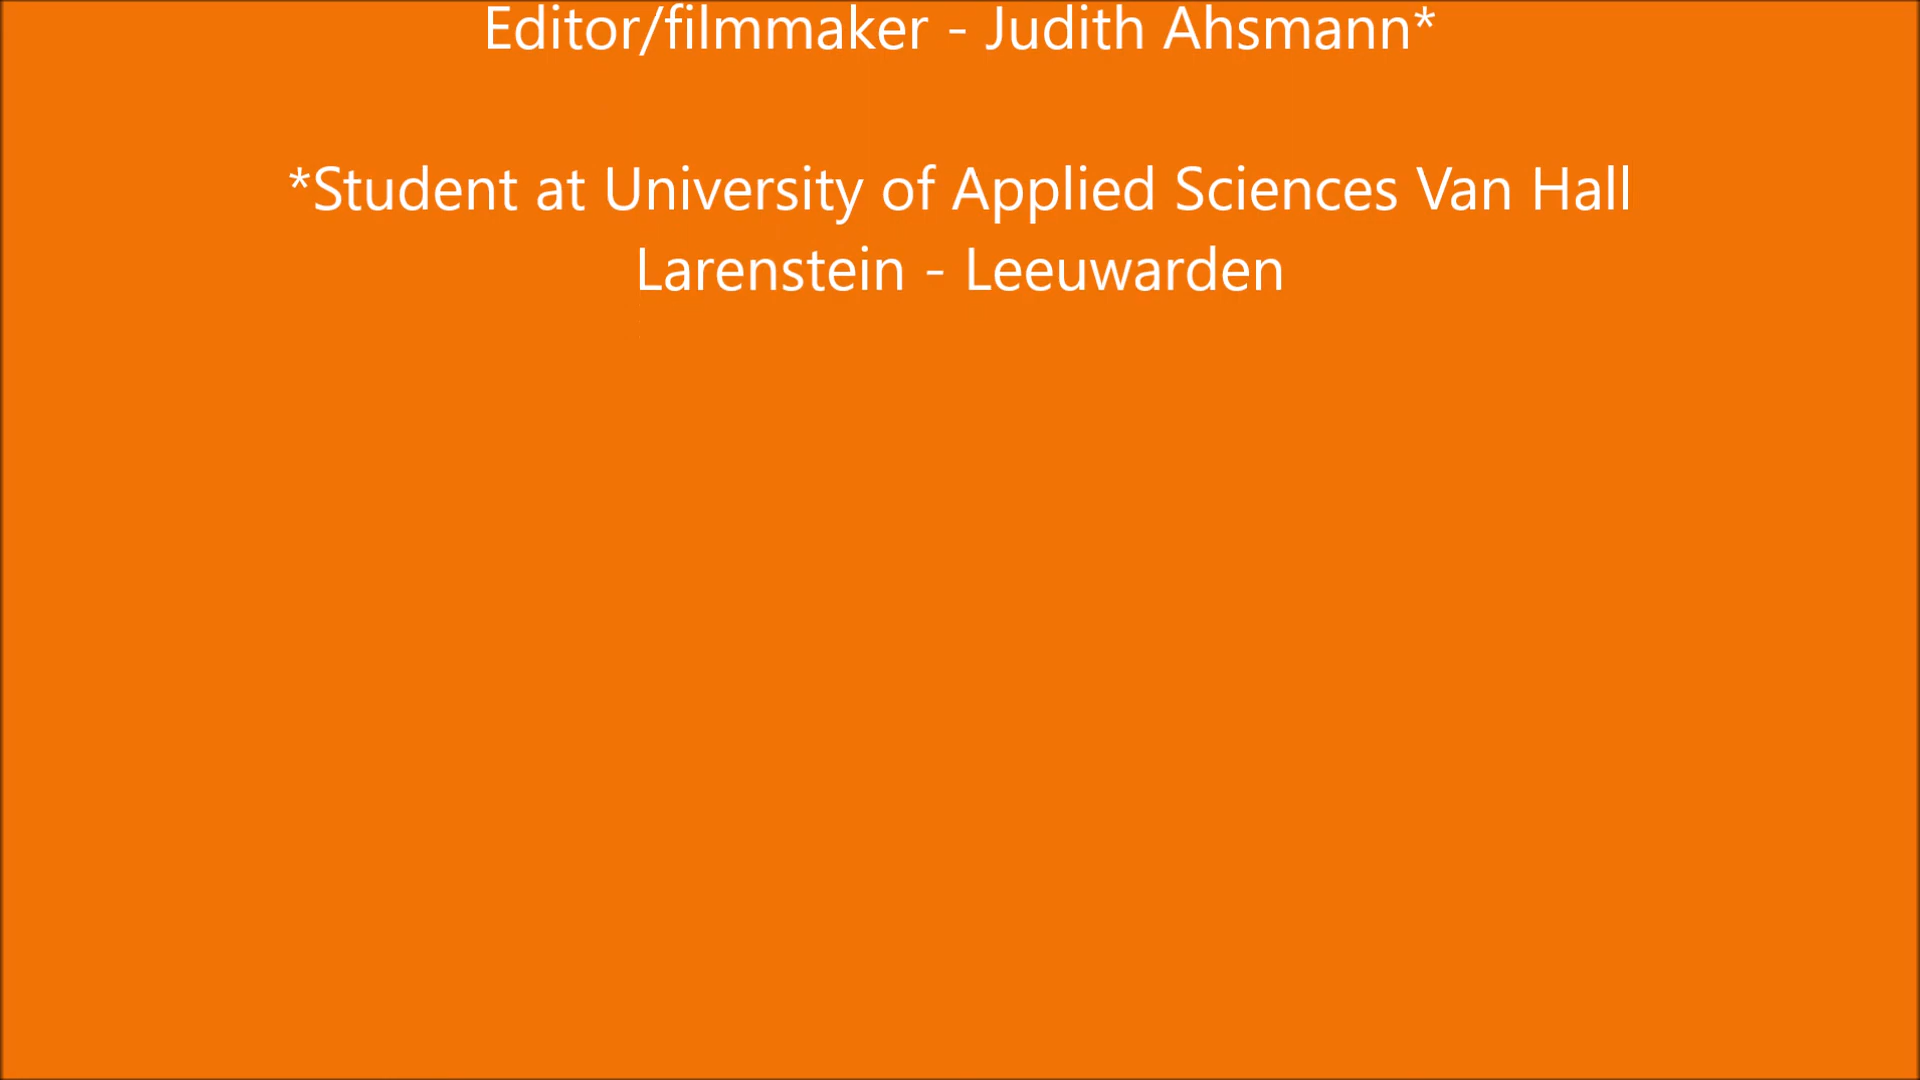 Editor/filmmaker - Judith Ahsmann*
*Student at University of Applied Sciences Van Hall
Larenstein - Leeuwarden